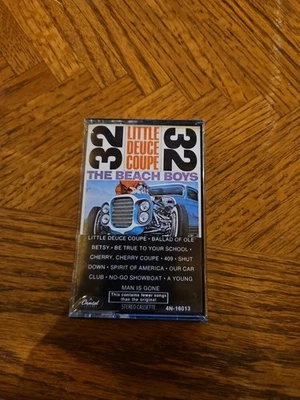 32
LITTLE
DEUCE
COUPE
32
THE BEACH BOYS
LITTLE DEUCE COUPE • BALLAD OF OLE
BETSY • BE TRUE TO YOUR SCHOOL •
CHERRY, CHERRY COUPE • 409 • SHUT
DOWN • SPIRIT OF AMERICA • OUR CAR
CLUB • NO-GO SHOWBOAT • A YOUNG
MAN IS GONE
This contains fewer songs
than the original
Capitol
STEREO CASSETTE
4N-16013